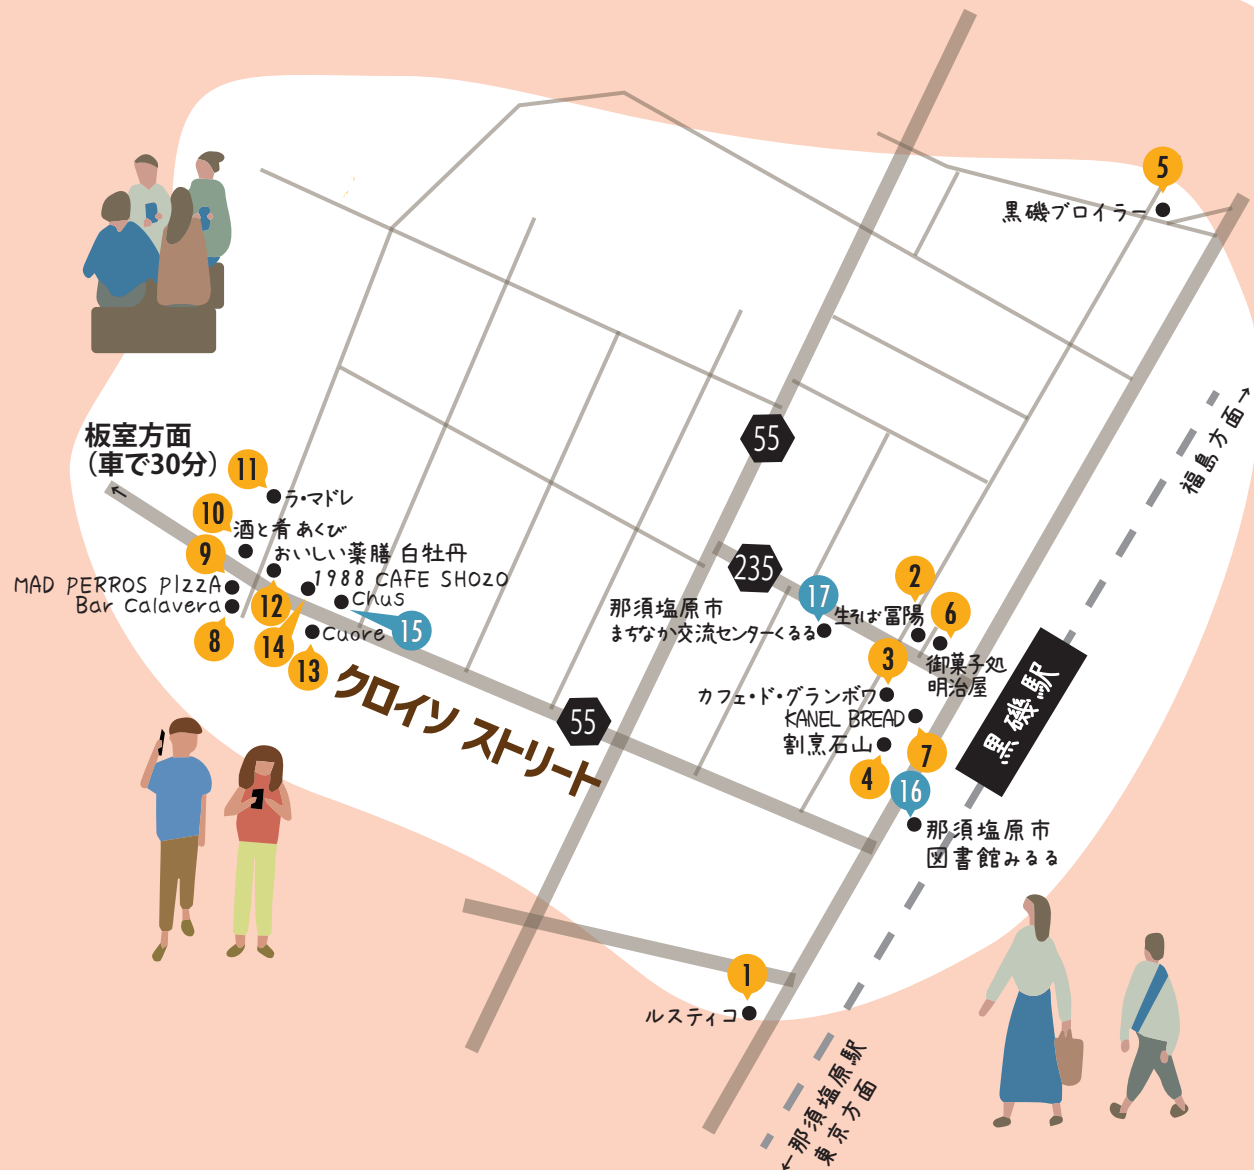 5
黒磯ブロイラー
福島方面→
55
板室方面
(車で30分)
←
11
ラ・マドレ
10
酒と肴 あくび
9
おいしい薬膳 白牡丹
MAD PERROS PIzzA
1988 CAFE SHOZO
Bar Calavera
12
Chus
15
8
14
Cuore
13
クロイソ ストリート
55
235
17
2
那須塩原市
まちなか交流センターくるる
生そば 冨陽
6
3
御菓子処
明治屋
カフェ・ド・グランボワ
KANEL BREAD
割烹石山
7
4
16
黒磯駅
那須塩原市
図書館みるる
1
ルスティコ
←那須塩原駅
東京方面